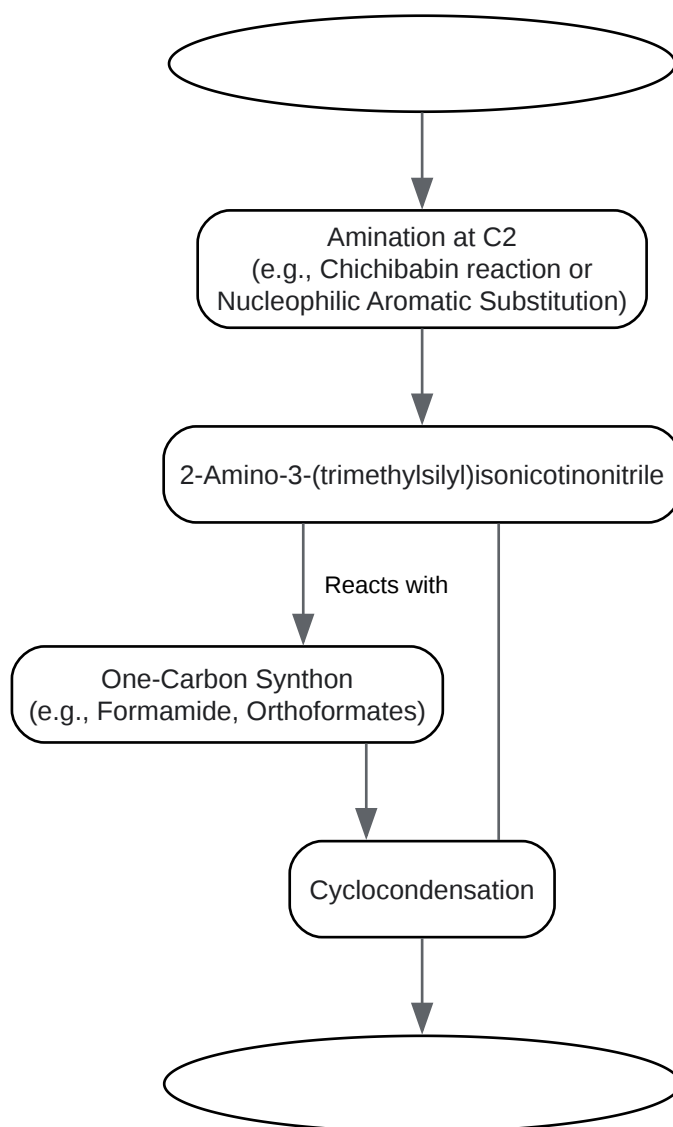 Amination at C2
(e.g., Chichibabin reaction or
Nucleophilic Aromatic Substitution)
2-Amino-3-(trimethylsilyl)isonicotinonitrile
Reacts with
One-Carbon Synthon
(e.g., Formamide, Orthoformates)
Cyclocondensation